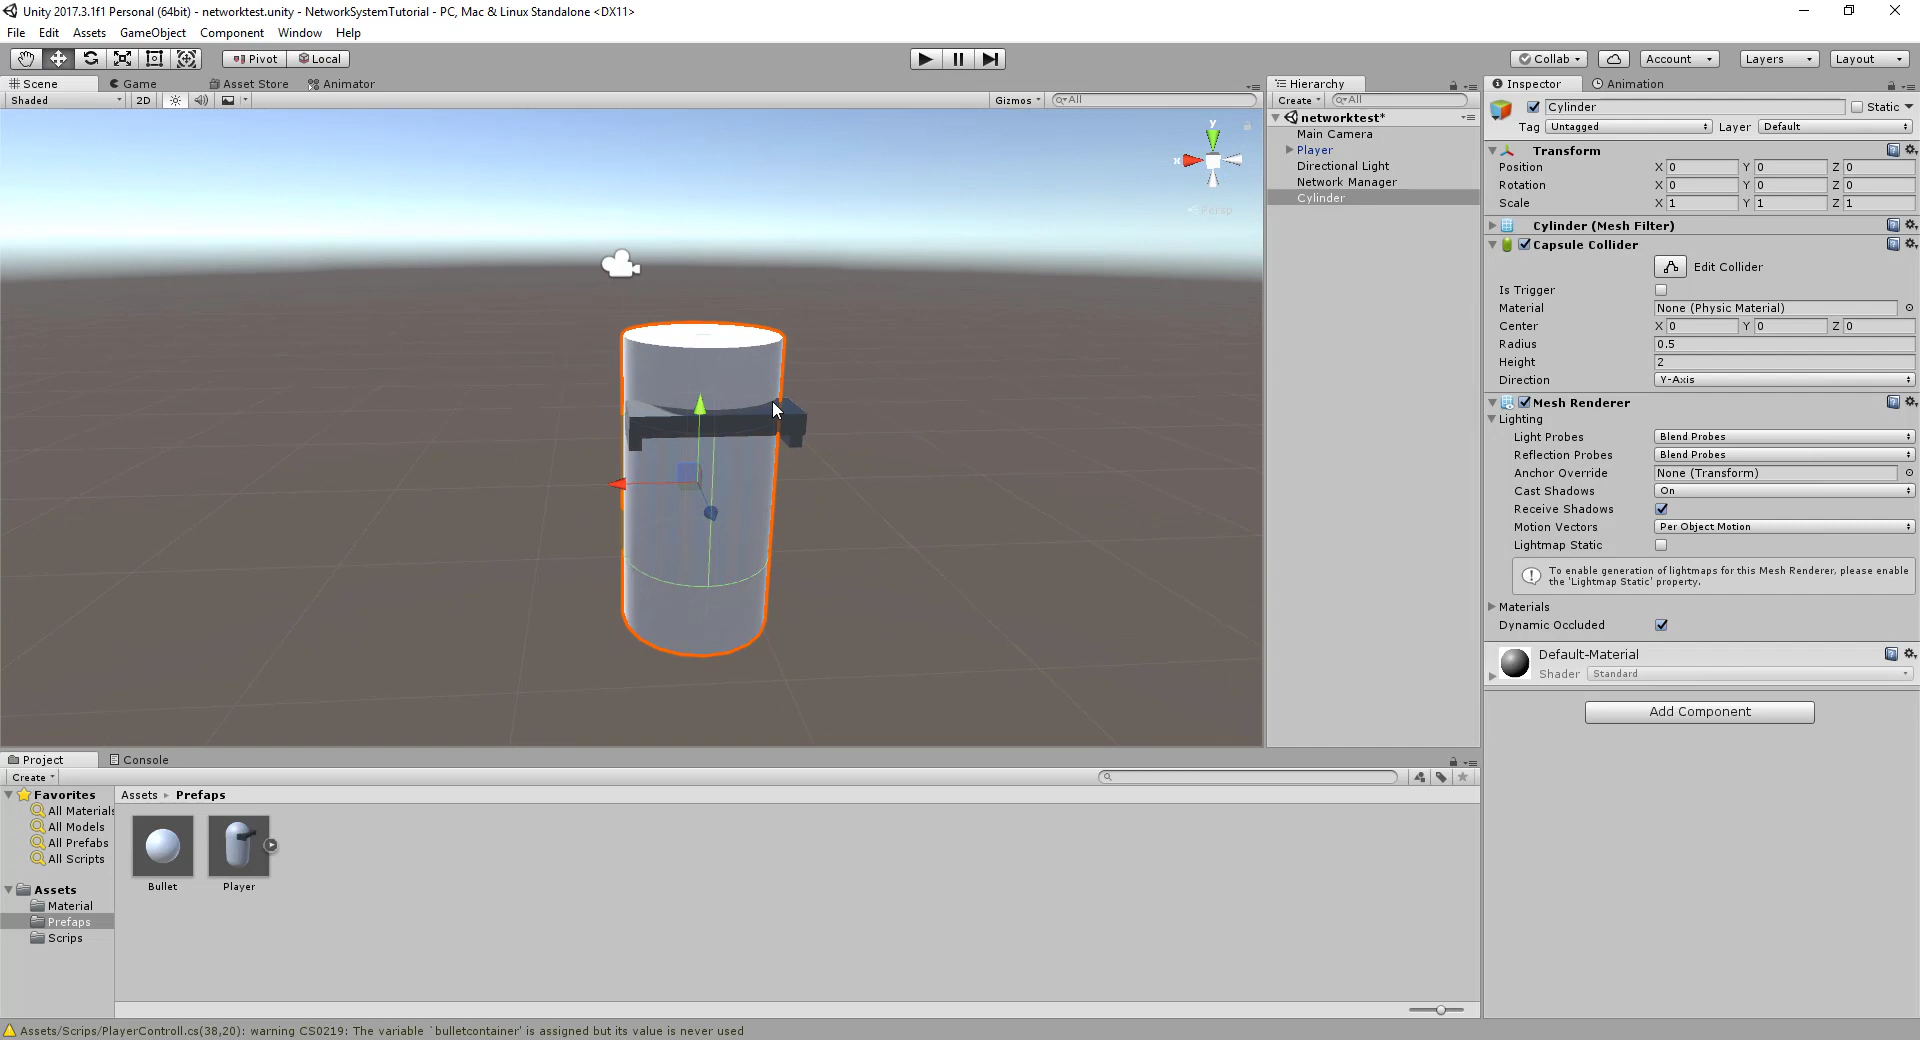 Unity 2017.3.1f1 Personal (64bit) - networktest.unity - NetworkSystemTutorial - PC, Mac & Linux Standalone <DX11>
File Edit Assets GameObject Component Window Help
Pivot Local Collab Account Layers Layout
Scene Game Asset Store Animator
Shaded 2D Gizmos All
y
x
Persp
Hierarchy
Create All
networktest*
Main Camera
Player
Directional Light
Network Manager
Cylinder
Inspector Animation
Cylinder Static
Tag Untagged Layer Default
Transform
Position X 0 Y 0 Z 0
Rotation X 0 Y 0 Z 0
Scale X 1 Y 1 Z 1
Cylinder (Mesh Filter)
Capsule Collider
Edit Collider
Is Trigger
Material None (Physic Material)
Center X 0 Y 0 Z 0
Radius 0.5
Height 2
Direction Y-Axis
Mesh Renderer
Lighting
Light Probes Blend Probes
Reflection Probes Blend Probes
Anchor Override None (Transform)
Cast Shadows On
Receive Shadows
Motion Vectors Per Object Motion
Lightmap Static
To enable generation of lightmaps for this Mesh Renderer, please enable
the 'Lightmap Static' property.
Materials
Dynamic Occluded
Default-Material
Shader Standard
Add Component
Project Console
Create
Favorites
All Materials
All Models
All Prefabs
All Scripts
Assets
Material
Prefaps
Scrips
Assets Prefaps
Bullet Player
Assets/Scrips/PlayerControll.cs(38,20): warning CS0219: The variable `bulletcontainer' is assigned but its value is never used